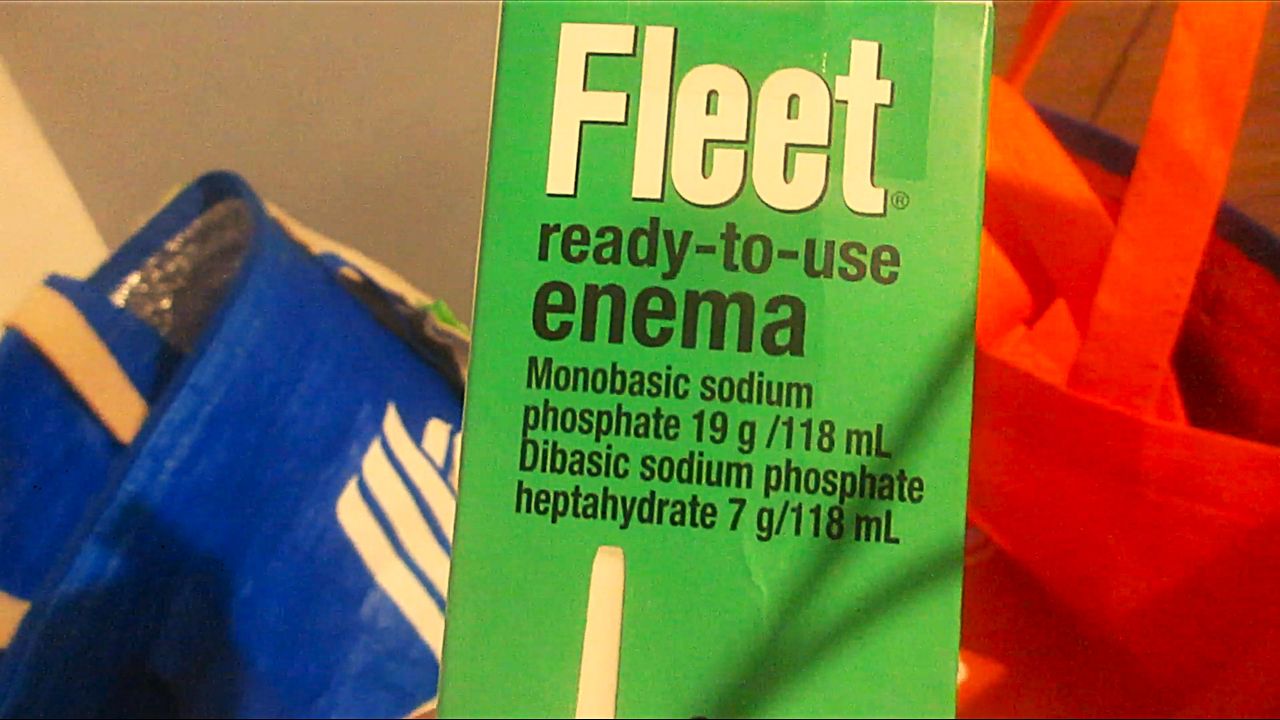 Fleet®
ready-to-use
enema
Monobasic sodium
phosphate 19 g /118 mL
Dibasic sodium phosphate
heptahydrate 7 g/118 mL